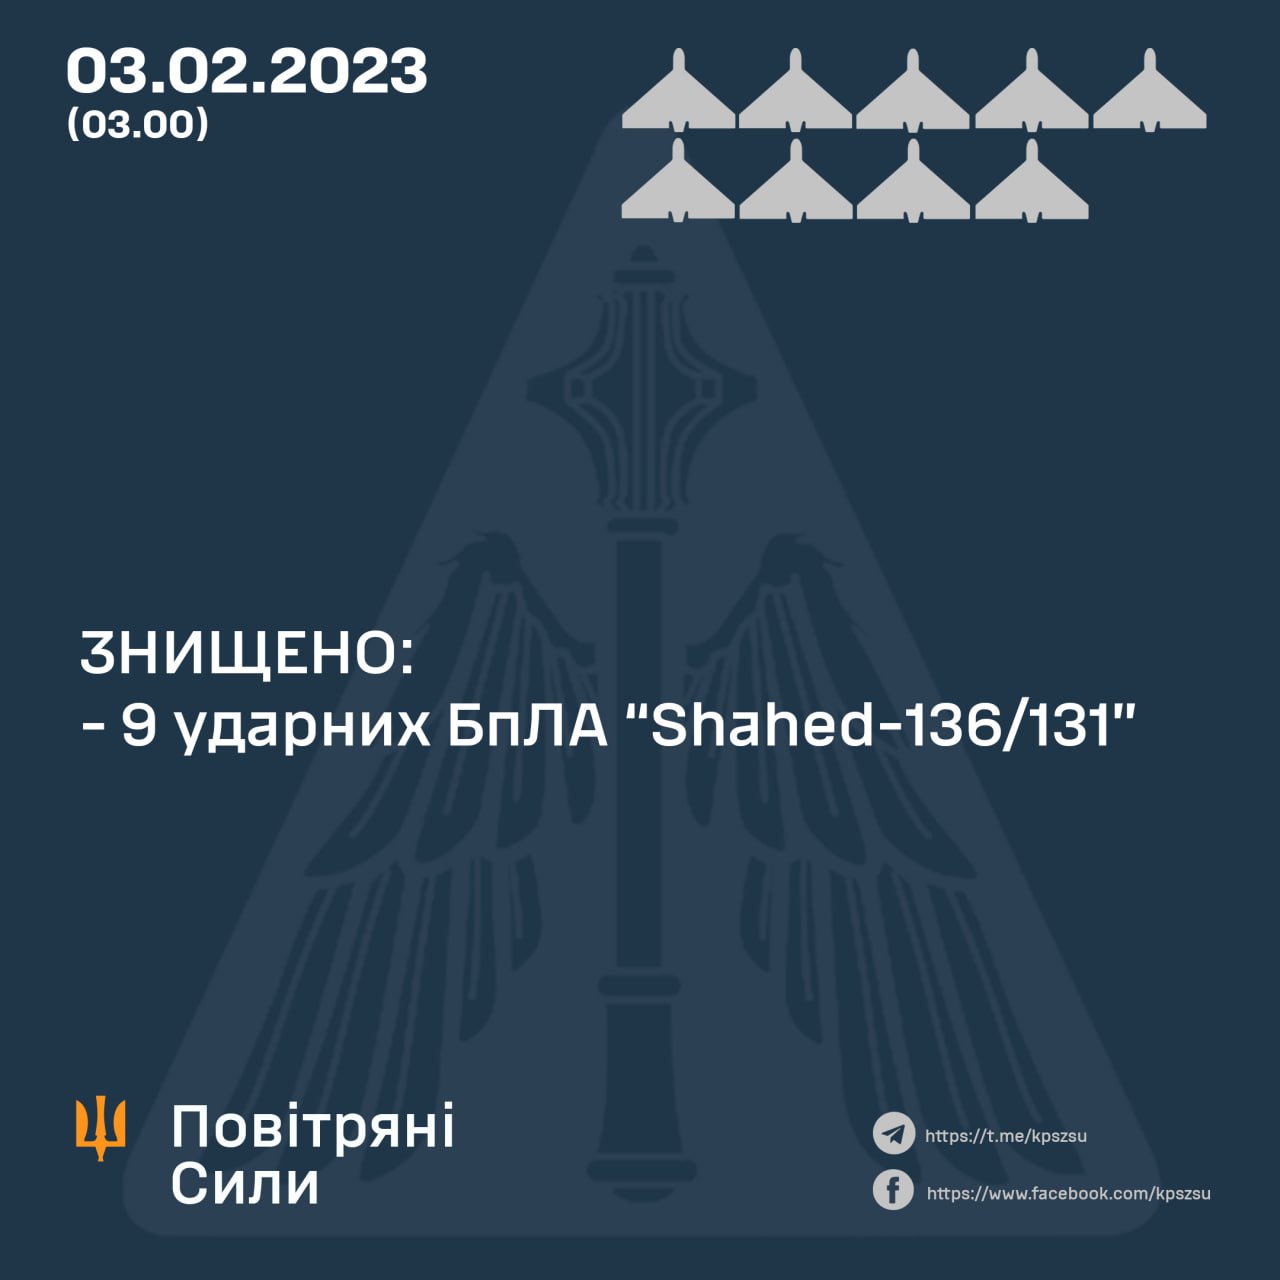 03.02.2023
(03.00)
ЗНИЩЕНО:
- 9 ударних БпЛА “Shahed-136/131”
Повітряні
Сили
https://t.me/kpszsu
https://www.facebook.com/kpszsu